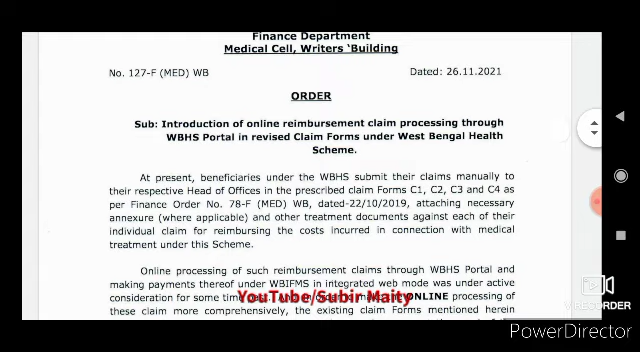 Finance Department
Medical Cell, Writers 'Building
No. 127-F (MED) WB Dated: 26.11.2021
ORDER
Sub: Introduction of online reimbursement claim processing through
WBHS Portal in revised Claim Forms under West Bengal Health
Scheme.
At present, beneficiaries under the WBHS submit their claims manually to
their respective Head of Offices in the prescribed claim Forms C1, C2, C3 and C4 as
per Finance Order No. 78-F (MED) WB, dated-22/10/2019, attaching necessary
annexure (where applicable) and other treatment documents against each of their
individual claim for reimbursing the costs incurred in connection with medical
treatment under this Scheme.
Online processing of such reimbursement claims through WBHS Portal and
making payments thereof under WBIFMS in integrated web mode was under active
consideration for some time ONLINE processing of
YouTube/Subir Maity
these claim more comprehensively, the existing claim Forms mentioned herein
PowerDirector